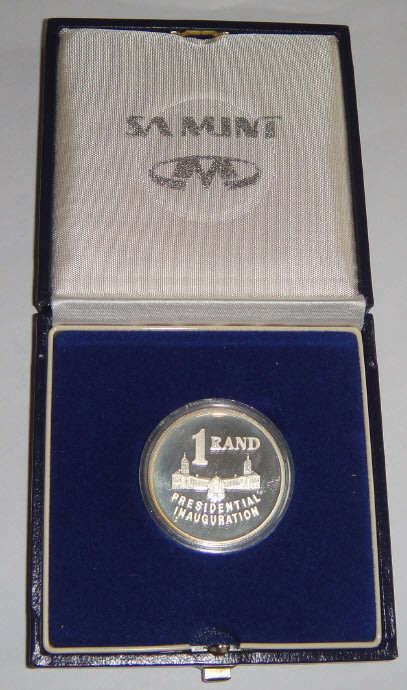 SA MINT
1 RAND
PRESIDENTIAL
INAUGURATION